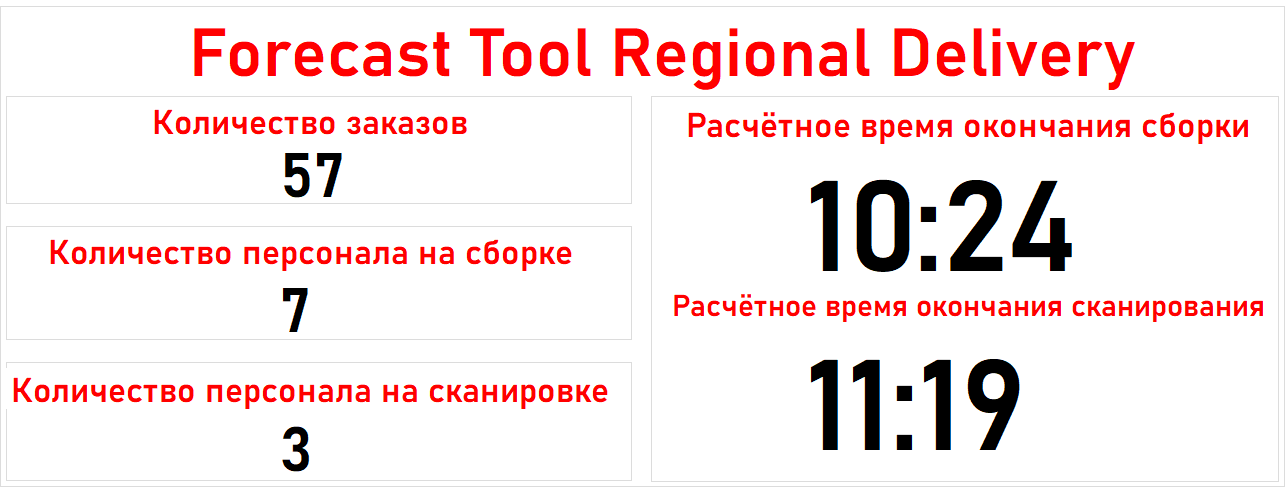 Forecast Tool Regional Delivery
Количество заказов
57
Количество персонала на сборке
7
Количество персонала на сканировке
3
Расчётное время окончания сборки
10:24
Расчётное время окончания сканирования
11:19